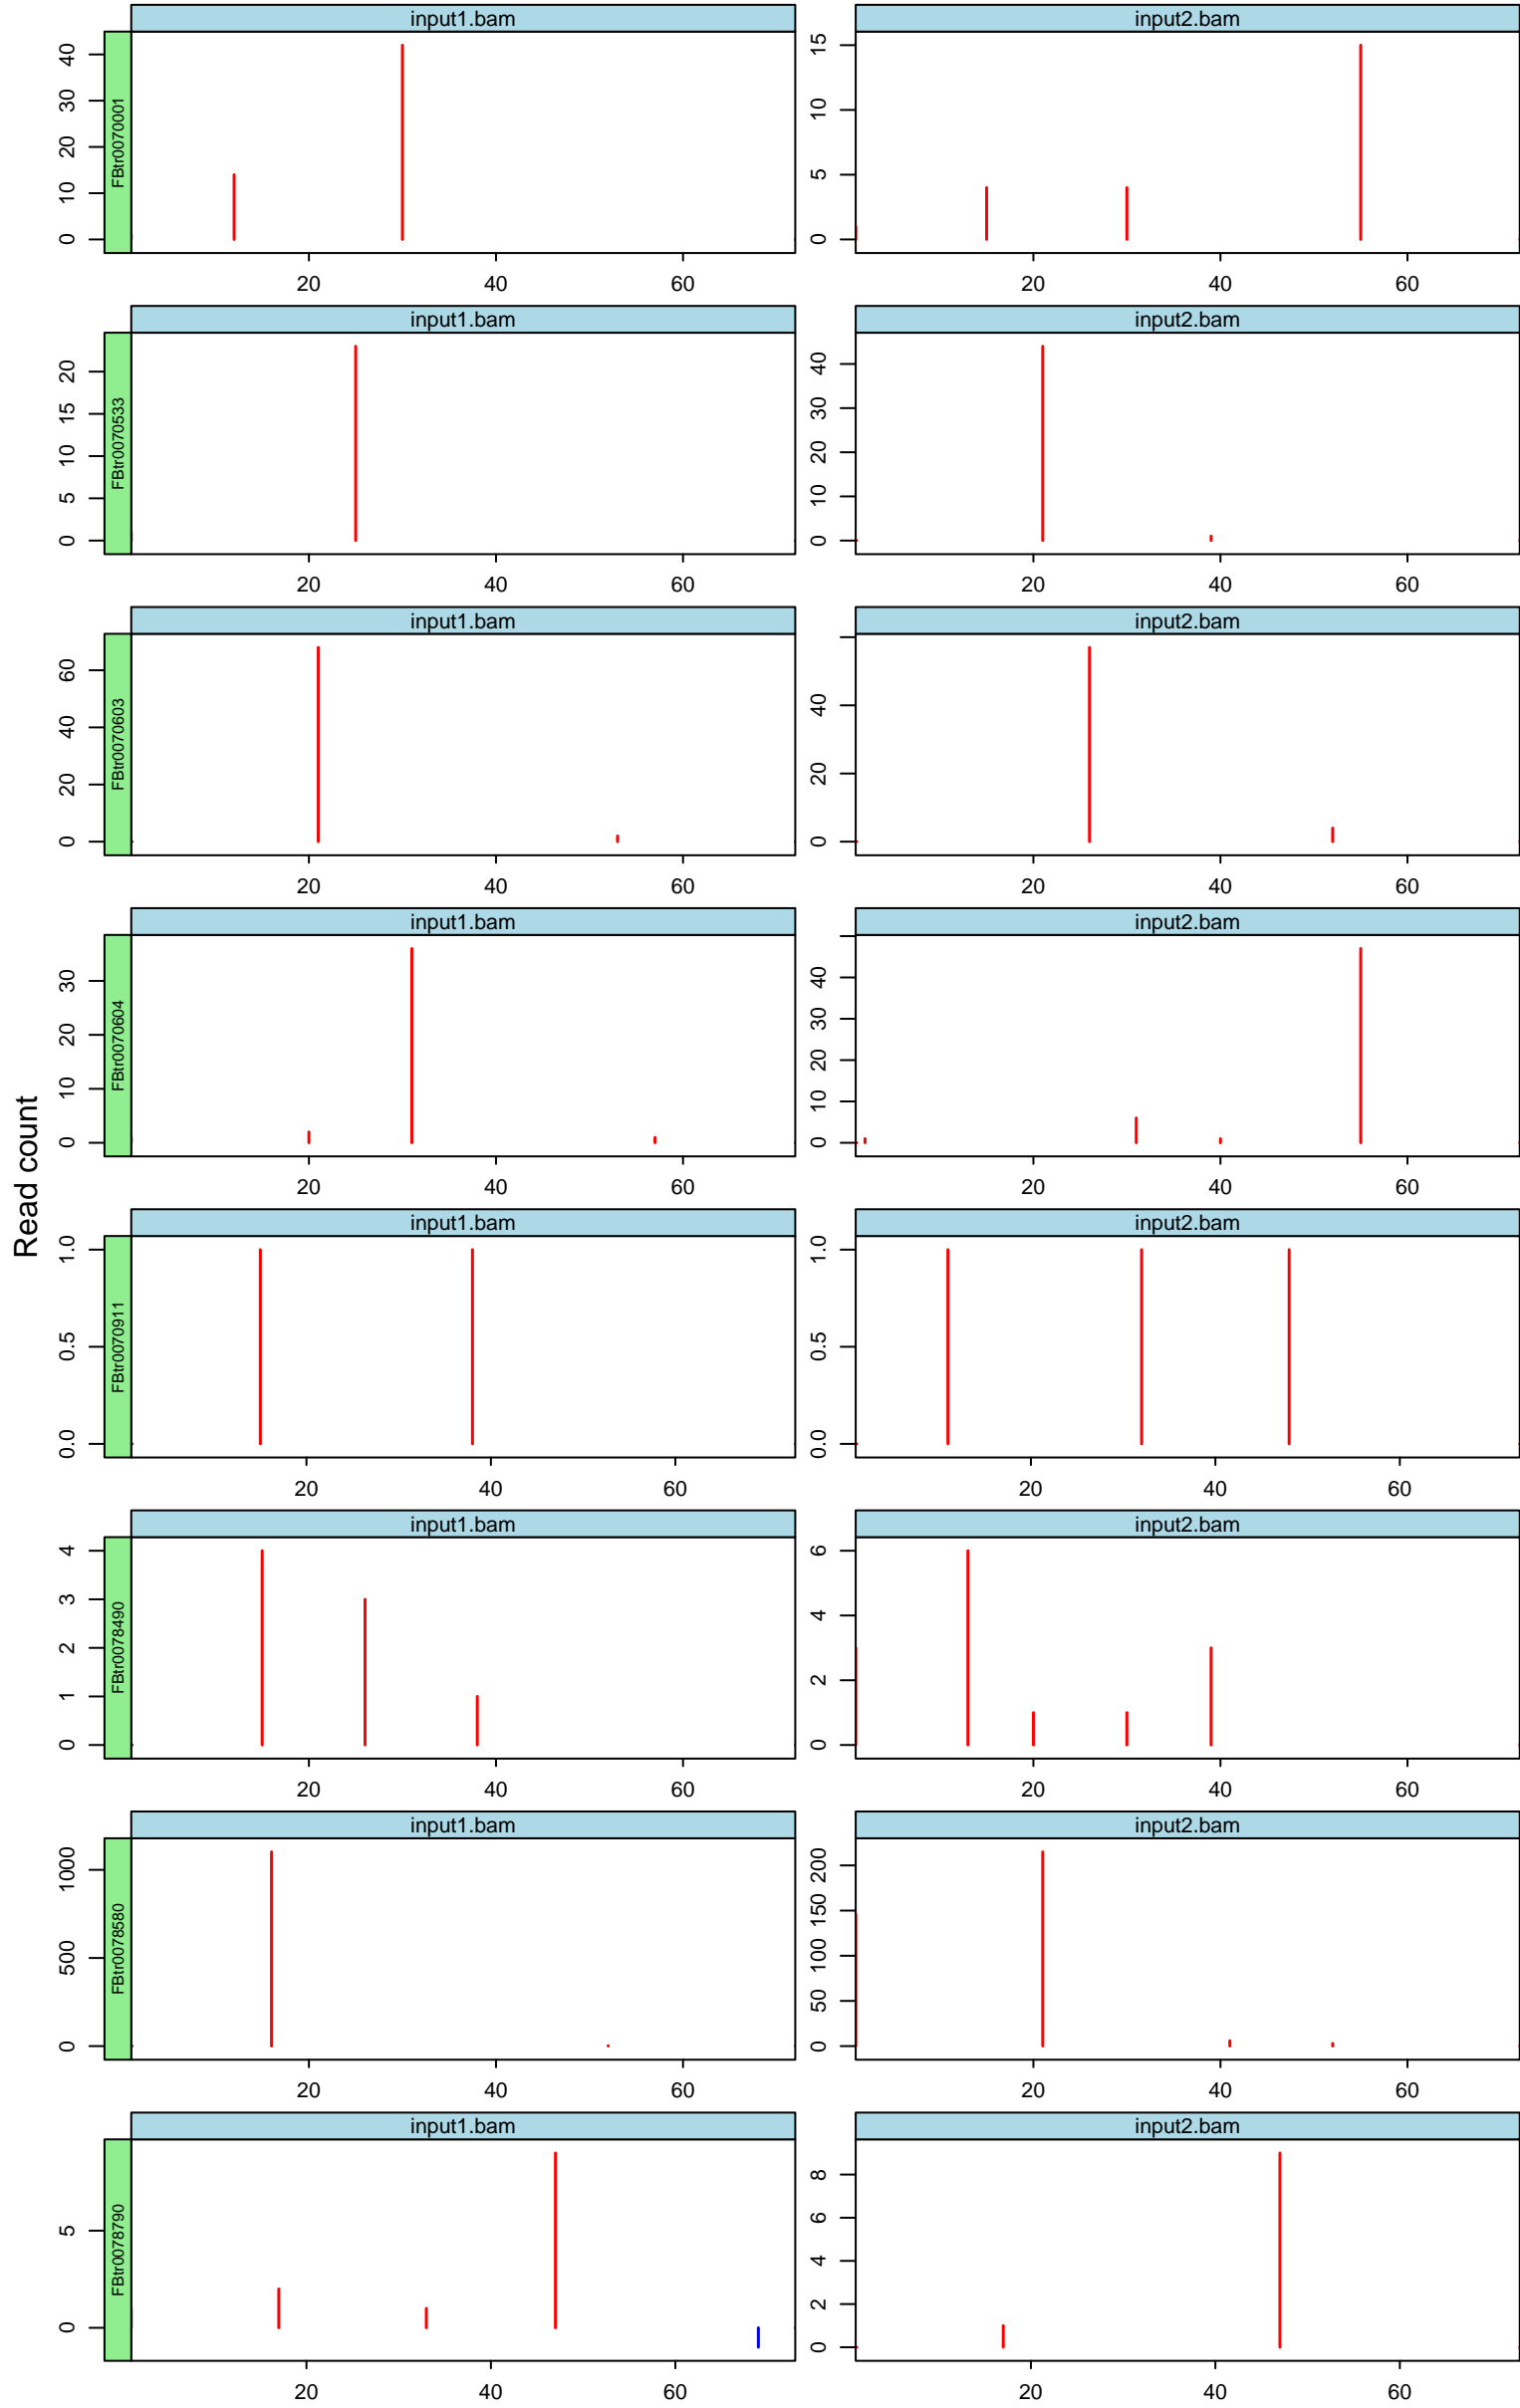 Read count
input1.bam
input2.bam
FBtr0070001
0 10 20 30 40
0 5 10 15
20 40 60
20 40 60
input1.bam
input2.bam
FBtr0070533
0 5 10 15 20
0 10 20 30 40
20 40 60
20 40 60
input1.bam
input2.bam
FBtr0070603
0 20 40 60
0 20 40
20 40 60
20 40 60
input1.bam
input2.bam
FBtr0070604
0 10 20 30
0 10 20 30 40
20 40 60
20 40 60
input1.bam
input2.bam
FBtr0070911
0.0 0.5 1.0
0.0 0.5 1.0
20 40 60
20 40 60
input1.bam
input2.bam
FBtr0078490
0 1 2 3 4
0 2 4 6
20 40 60
20 40 60
input1.bam
input2.bam
FBtr0078580
0 500 1000
0 50 100 150 200
20 40 60
20 40 60
input1.bam
input2.bam
FBtr0078790
0 5
0 2 4 6 8
20 40 60
20 40 60